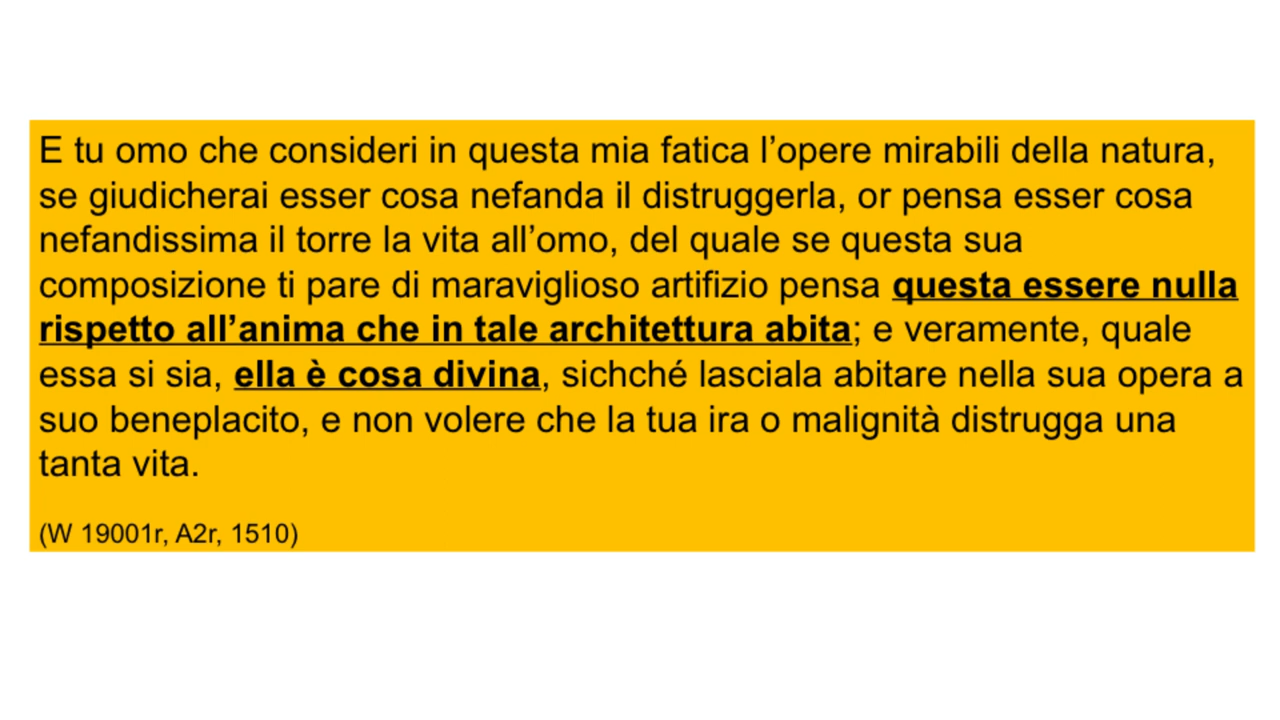 E tu omo che consideri in questa mia fatica l’opere mirabili della natura,
se giudicherai esser cosa nefanda il distruggerla, or pensa esser cosa
nefandissima il torre la vita all’omo, del quale se questa sua
composizione ti pare di maraviglioso artifizio pensa questa essere nulla
rispetto all’anima che in tale architettura abita; e veramente, quale
essa si sia, ella è cosa divina, sichché lasciala abitare nella sua opera a
suo beneplacito, e non volere che la tua ira o malignità distrugga una
tanta vita.
(W 19001r, A2r, 1510)